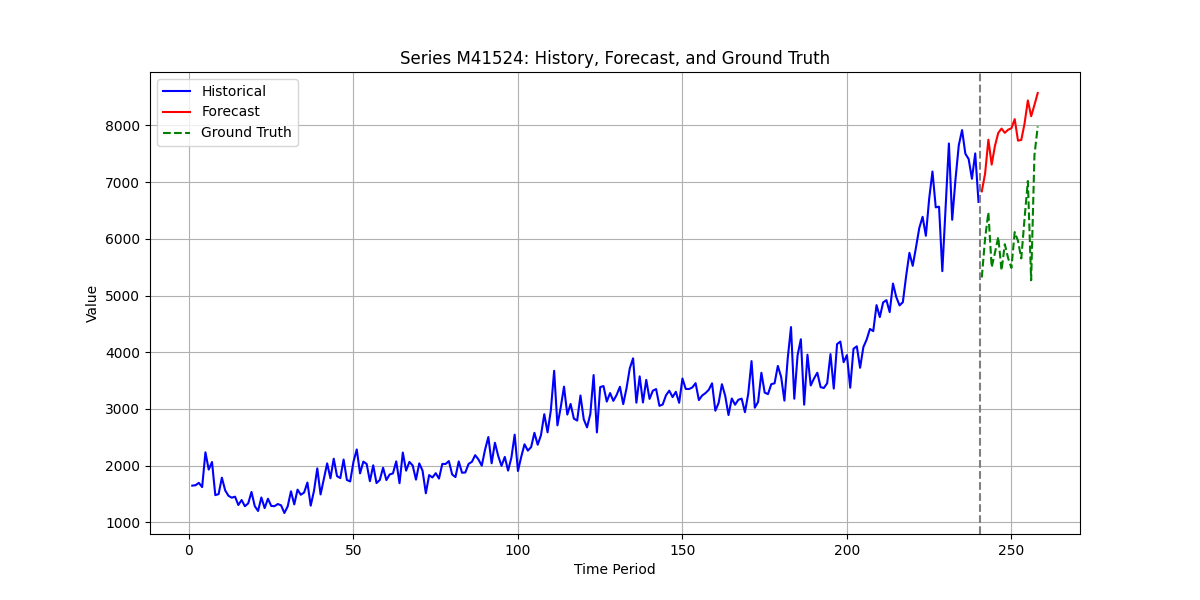 Series M41524: History, Forecast, and Ground Truth
Historical
Forecast
Ground Truth
8000
7000
6000
5000
4000
3000
2000
1000
Value
0 50 100 150 200 250
Time Period